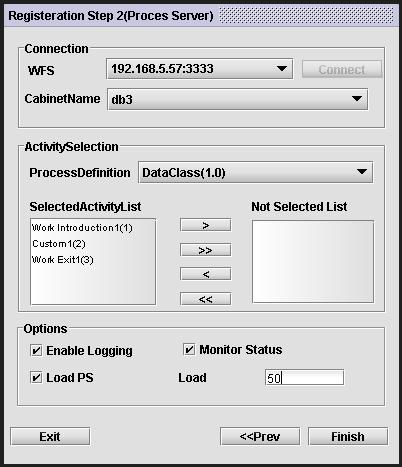 Registeration Step 2(Proces Server)
Connection
WFS 192.168.5.57:3333 Connect
CabinetName db3
ActivitySelection
ProcessDefinition DataClass(1.0)
SelectedActivityList Not Selected List
Work Introduction1(1) >
Custom1(2) >>
Work Exit1(3) <
<<
Options
Enable Logging Monitor Status
Load PS Load 50
Exit <<Prev Finish